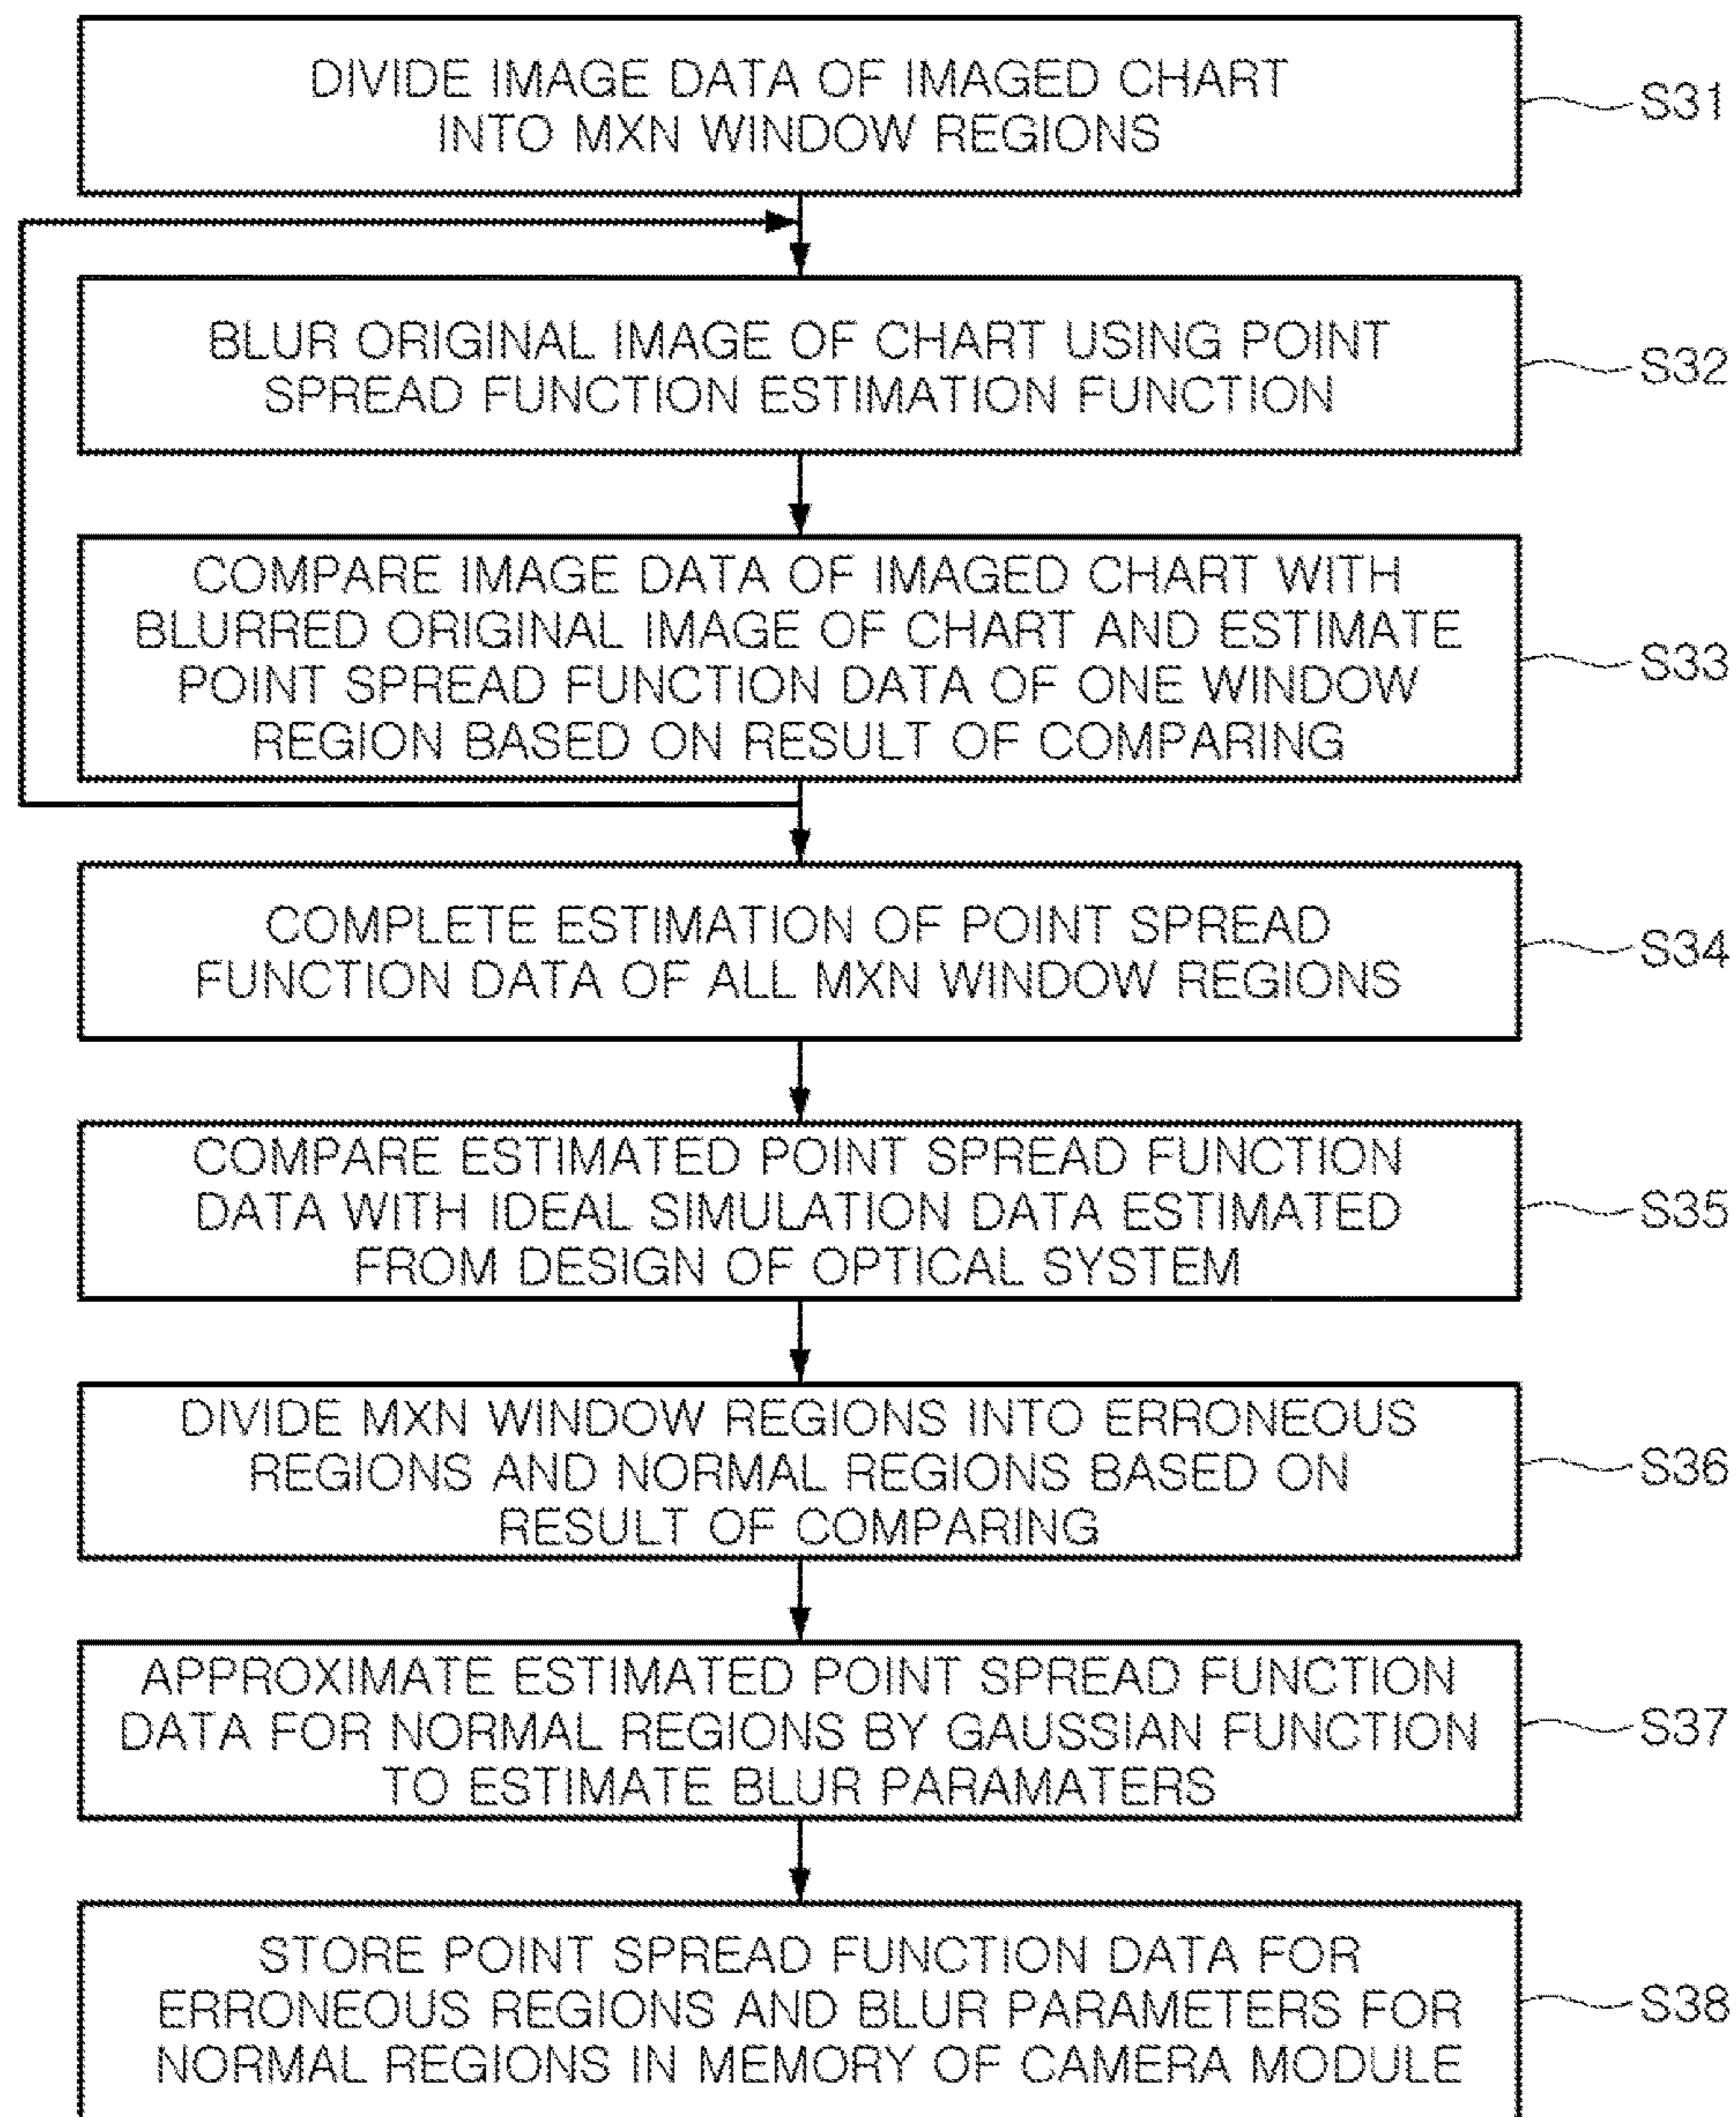 DIVIDE IMAGE DATA OF IMAGED CHART
INTO MXN WINDOW REGIONS
S31
BLUR ORIGINAL IMAGE OF CHART USING POINT
SPREAD FUNCTION ESTIMATION FUNCTION
S32
COMPARE IMAGE DATA OF IMAGED CHART WITH
BLURRED ORIGINAL IMAGE OF CHART AND ESTIMATE
POINT SPREAD FUNCTION DATA OF ONE WINDOW
REGION BASED ON RESULT OF COMPARING
S33
COMPLETE ESTIMATION OF POINT SPREAD
FUNCTION DATA OF ALL MXN WINDOW REGIONS
S34
COMPARE ESTIMATED POINT SPREAD FUNCTION
DATA WITH IDEAL SIMULATION DATA ESTIMATED
FROM DESIGN OF OPTICAL SYSTEM
S35
DIVIDE MXN WINDOW REGIONS INTO ERRONEOUS
REGIONS AND NORMAL REGIONS BASED ON
RESULT OF COMPARING
S36
APPROXIMATE ESTIMATED POINT SPREAD FUNCTION
DATA FOR NORMAL REGIONS BY GAUSSIAN FUNCTION
TO ESTIMATE BLUR PARAMATERS
S37
STORE POINT SPREAD FUNCTION DATA FOR
ERRONEOUS REGIONS AND BLUR PARAMETERS FOR
NORMAL REGIONS IN MEMORY OF CAMERA MODULE
S38